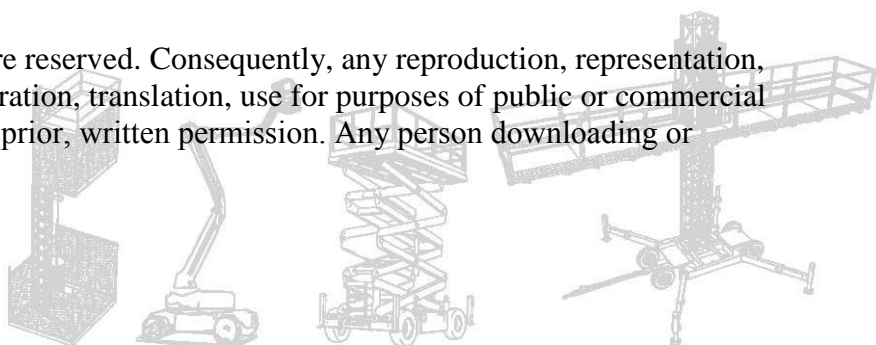 re reserved. Consequently, any reproduction, representation,
ration, translation, use for purposes of public or commercial
prior, written permission. Any person downloading or